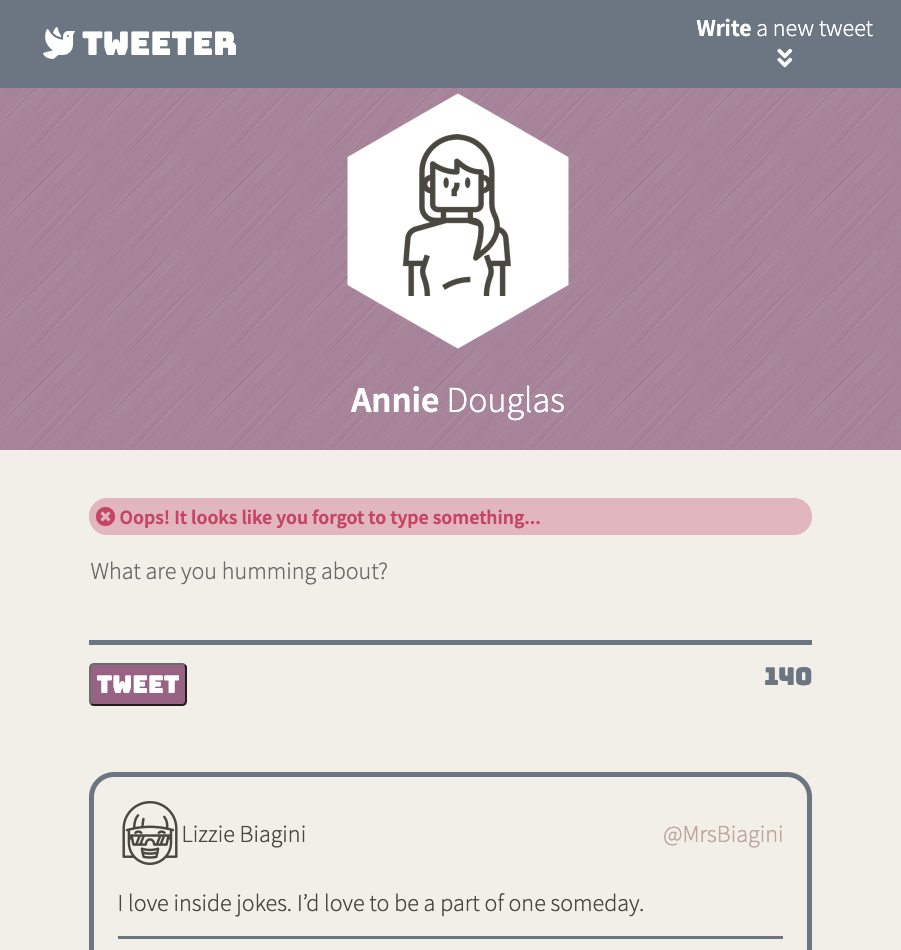 TWEETER
Write a new tweet
Annie Douglas
Oops! It looks like you forgot to type something...
What are you humming about?
TWEET
140
Lizzie Biagini
@MrsBiagini
I love inside jokes. I’d love to be a part of one someday.